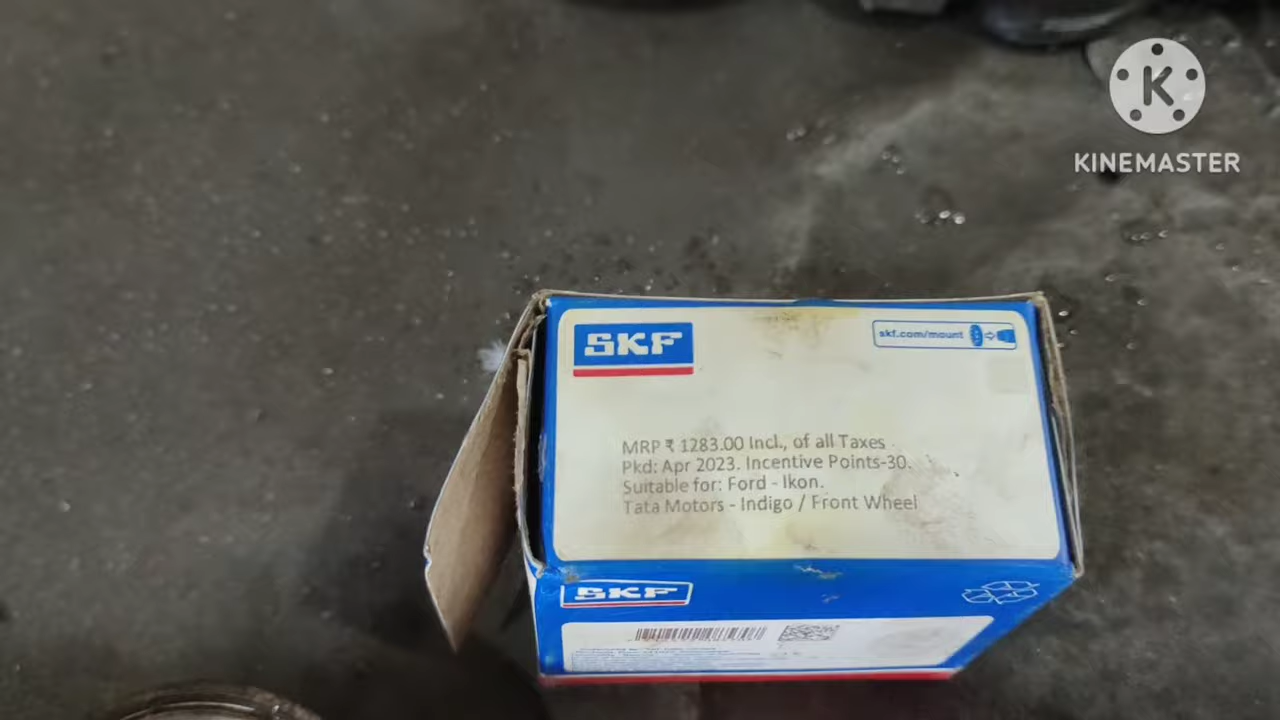 K
KINEMASTER
SKF
skf.com/mount
MRP ₹ 1283.00 Incl., of all Taxes
Pkd: Apr 2023. Incentive Points-30.
Suitable for: Ford - Ikon.
Tata Motors - Indigo / Front Wheel
SKF